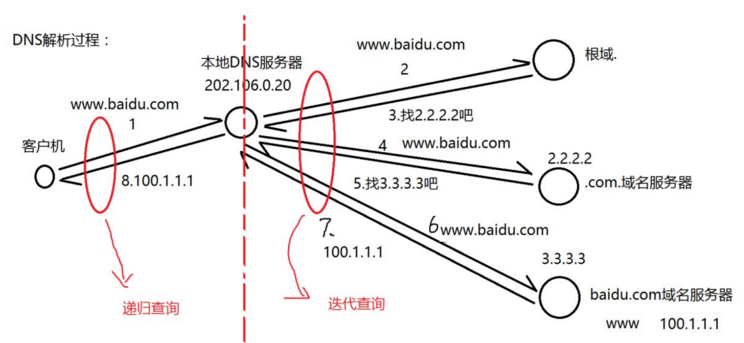 DNS解析过程：
本地DNS服务器
202.106.0.20
www.baidu.com
2
根域.
3.找2.2.2.2吧
www.baidu.com
1
客户机
8.100.1.1.1
4
www.baidu.com
5.找3.3.3.3吧
2.2.2.2
.com.域名服务器
7.
100.1.1.1
6
www.baidu.com
3.3.3.3
baidu.com域名服务器
www 100.1.1.1
递归查询
迭代查询